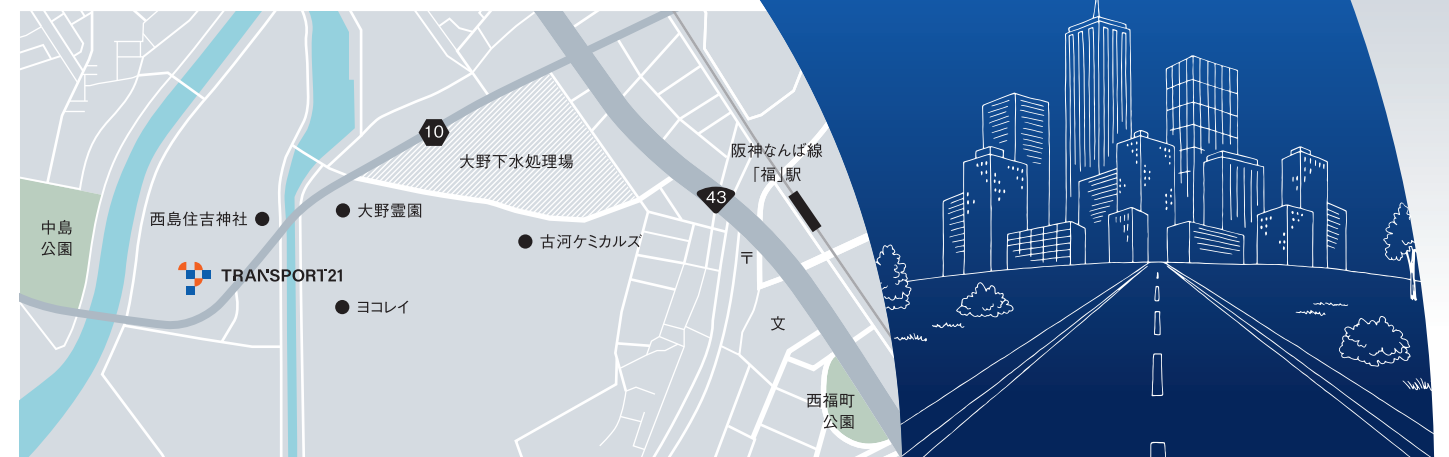 10
大野下水処理場
阪神なんば線
「福」駅
43
西島住吉神社
大野霊園
中島
公園
古河ケミカルズ
〒
TRANSPORT21
ヨコレイ
文
西福町
公園